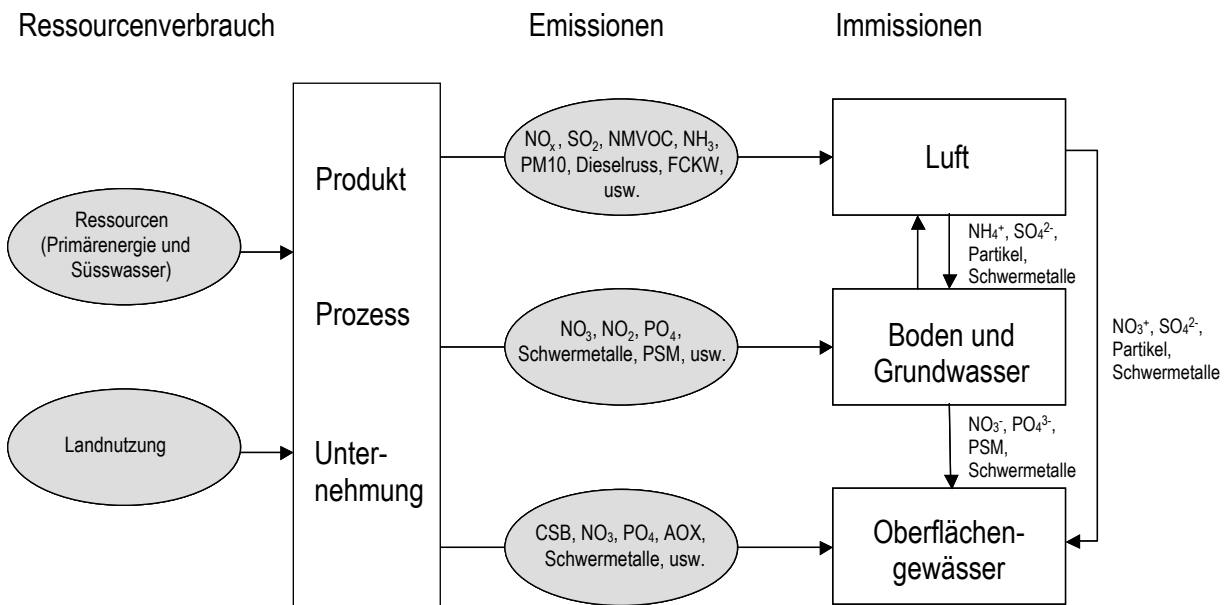 Ressourcenverbrauch
Emissionen
Immissionen
Ressourcen
(Primärenergie und
Süsswasser)
Landnutzung
Produkt
Prozess
Unter-
nehmung
NOₓ, SO₂, NMVOC, NH₃,
PM10, Dieselruss, FCKW,
usw.
NO₃, NO₂, PO₄,
Schwermetalle, PSM, usw.
CSB, NO₃, PO₄, AOX,
Schwermetalle, usw.
Luft
NH₄⁺, SO₄²⁻,
Partikel,
Schwermetalle
Boden und
Grundwasser
NO₃⁻, PO₄³⁻,
PSM,
Schwermetalle
Oberflächen-
gewässer
NO₃⁺, SO₄²⁻,
Partikel,
Schwermetalle